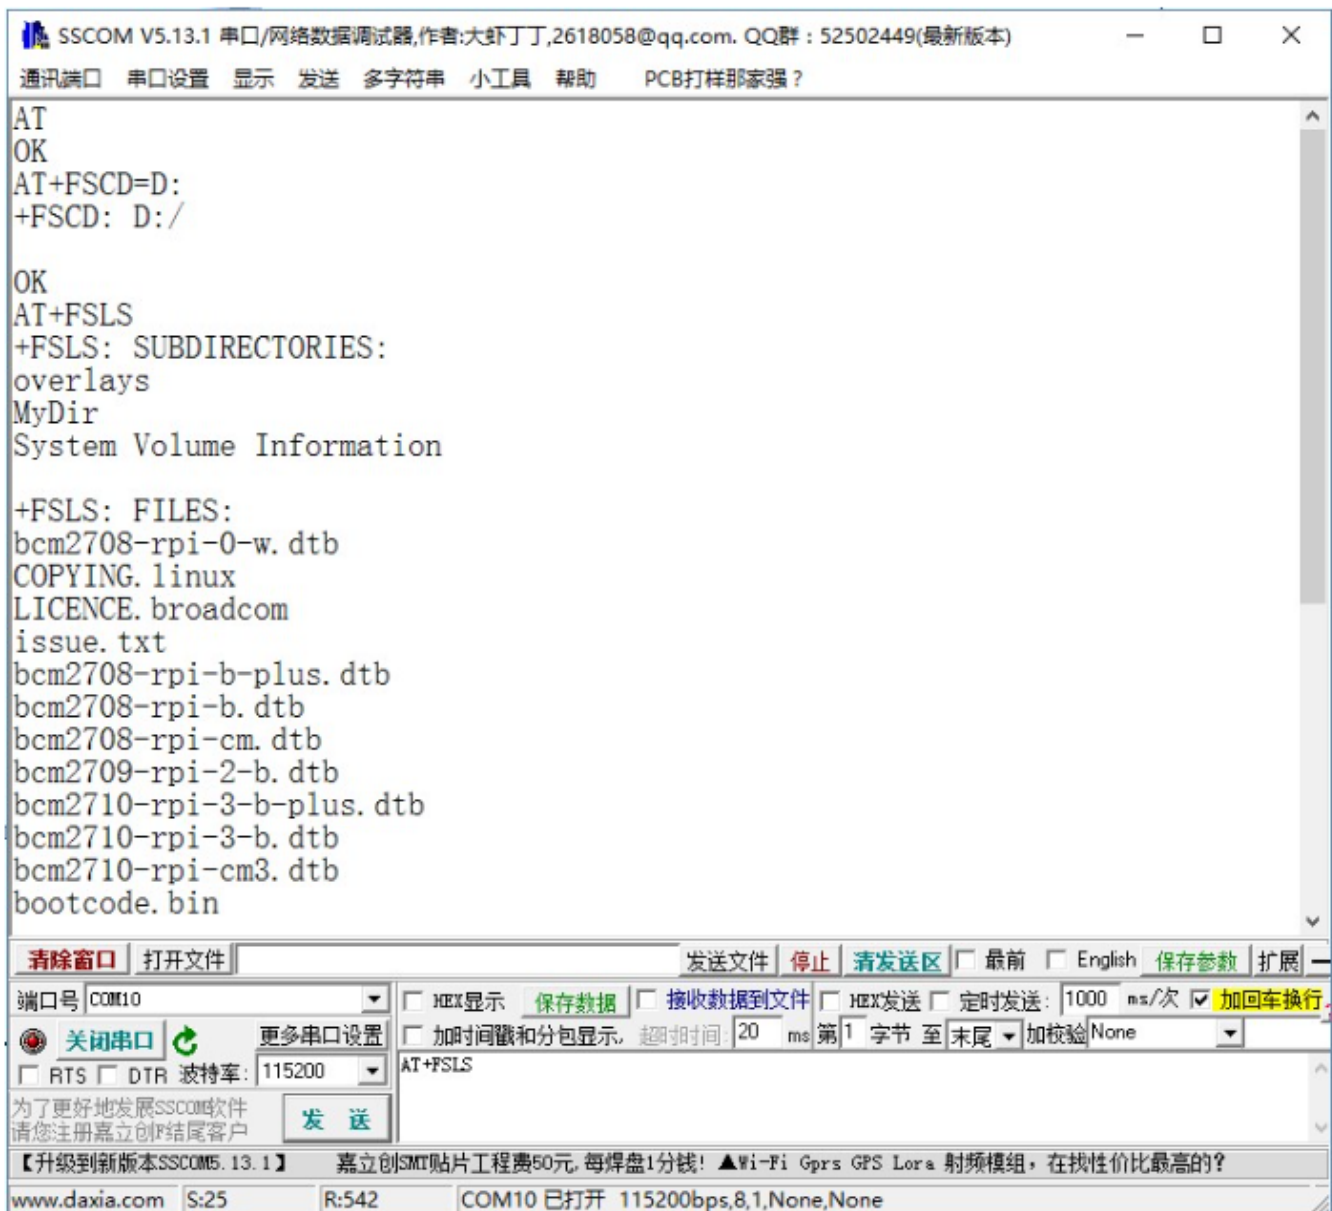 SSCOM V5.13.1 串口/网络数据调试器,作者:大虾丁丁,2618058@qq.com. QQ群：52502449(最新版本)
通讯端口 串口设置 显示 发送 多字符串 小工具 帮助 PCB打样那家强？
AT
OK
AT+FSCD=D:
+FSCD: D:/
OK
AT+FSLS
+FSLS: SUBDIRECTORIES:
overlays
MyDir
System Volume Information
+FSLS: FILES:
bcm2708-rpi-0-w.dtb
COPYING.linux
LICENCE.broadcom
issue.txt
bcm2708-rpi-b-plus.dtb
bcm2708-rpi-b.dtb
bcm2708-rpi-cm.dtb
bcm2709-rpi-2-b.dtb
bcm2710-rpi-3-b-plus.dtb
bcm2710-rpi-3-b.dtb
bcm2710-rpi-cm3.dtb
bootcode.bin
清除窗口 打开文件 发送文件 停止 清发送区 最前 English 保存参数 扩展
端口号 COM10 HEX显示 保存数据 接收数据到文件 HEX发送 定时发送: 1000 ms/次 加回车换行
关闭串口 更多串口设置 加时间戳和分包显示, 超时时间: 20 ms 第 1 字节 至 末尾 加校验 None
RTS DTR 波特率: 115200 AT+FSLS
为了更好地发展SSCOM软件
请您注册嘉立创F结尾客户
发 送
【升级到新版本SSCOM5.13.1】 嘉立创SMT贴片工程费50元,每焊盘1分钱! ▲Wi-Fi Gprs GPS Lora 射频模组，在找性价比最高的?
www.daxia.com S:25 R:542 COM10 已打开 115200bps,8,1,None,None